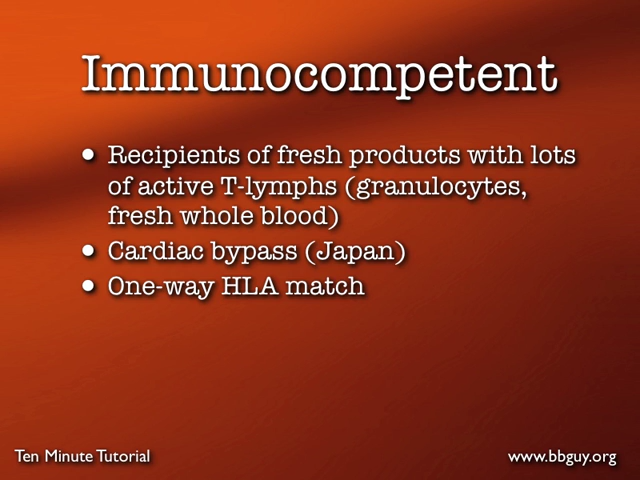 Immunocompetent
• Recipients of fresh products with lots
of active T-lymphs (granulocytes,
fresh whole blood)
• Cardiac bypass (Japan)
• One-way HLA match
Ten Minute Tutorial
www.bbguy.org